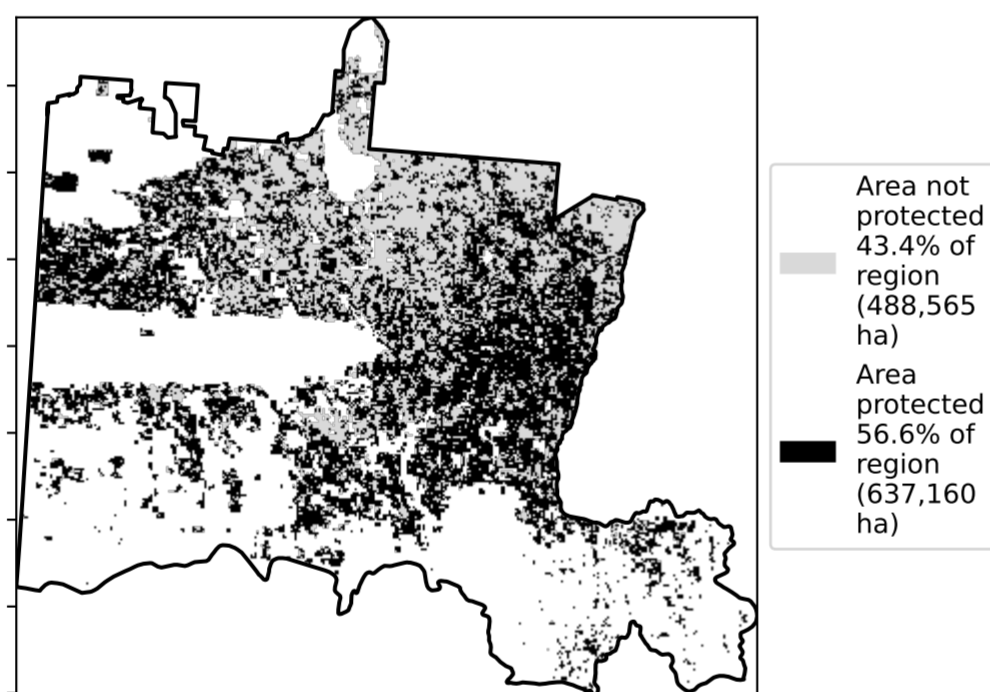 Area not
protected
43.4% of
region
(488,565
ha)
Area
protected
56.6% of
region
(637,160
ha)